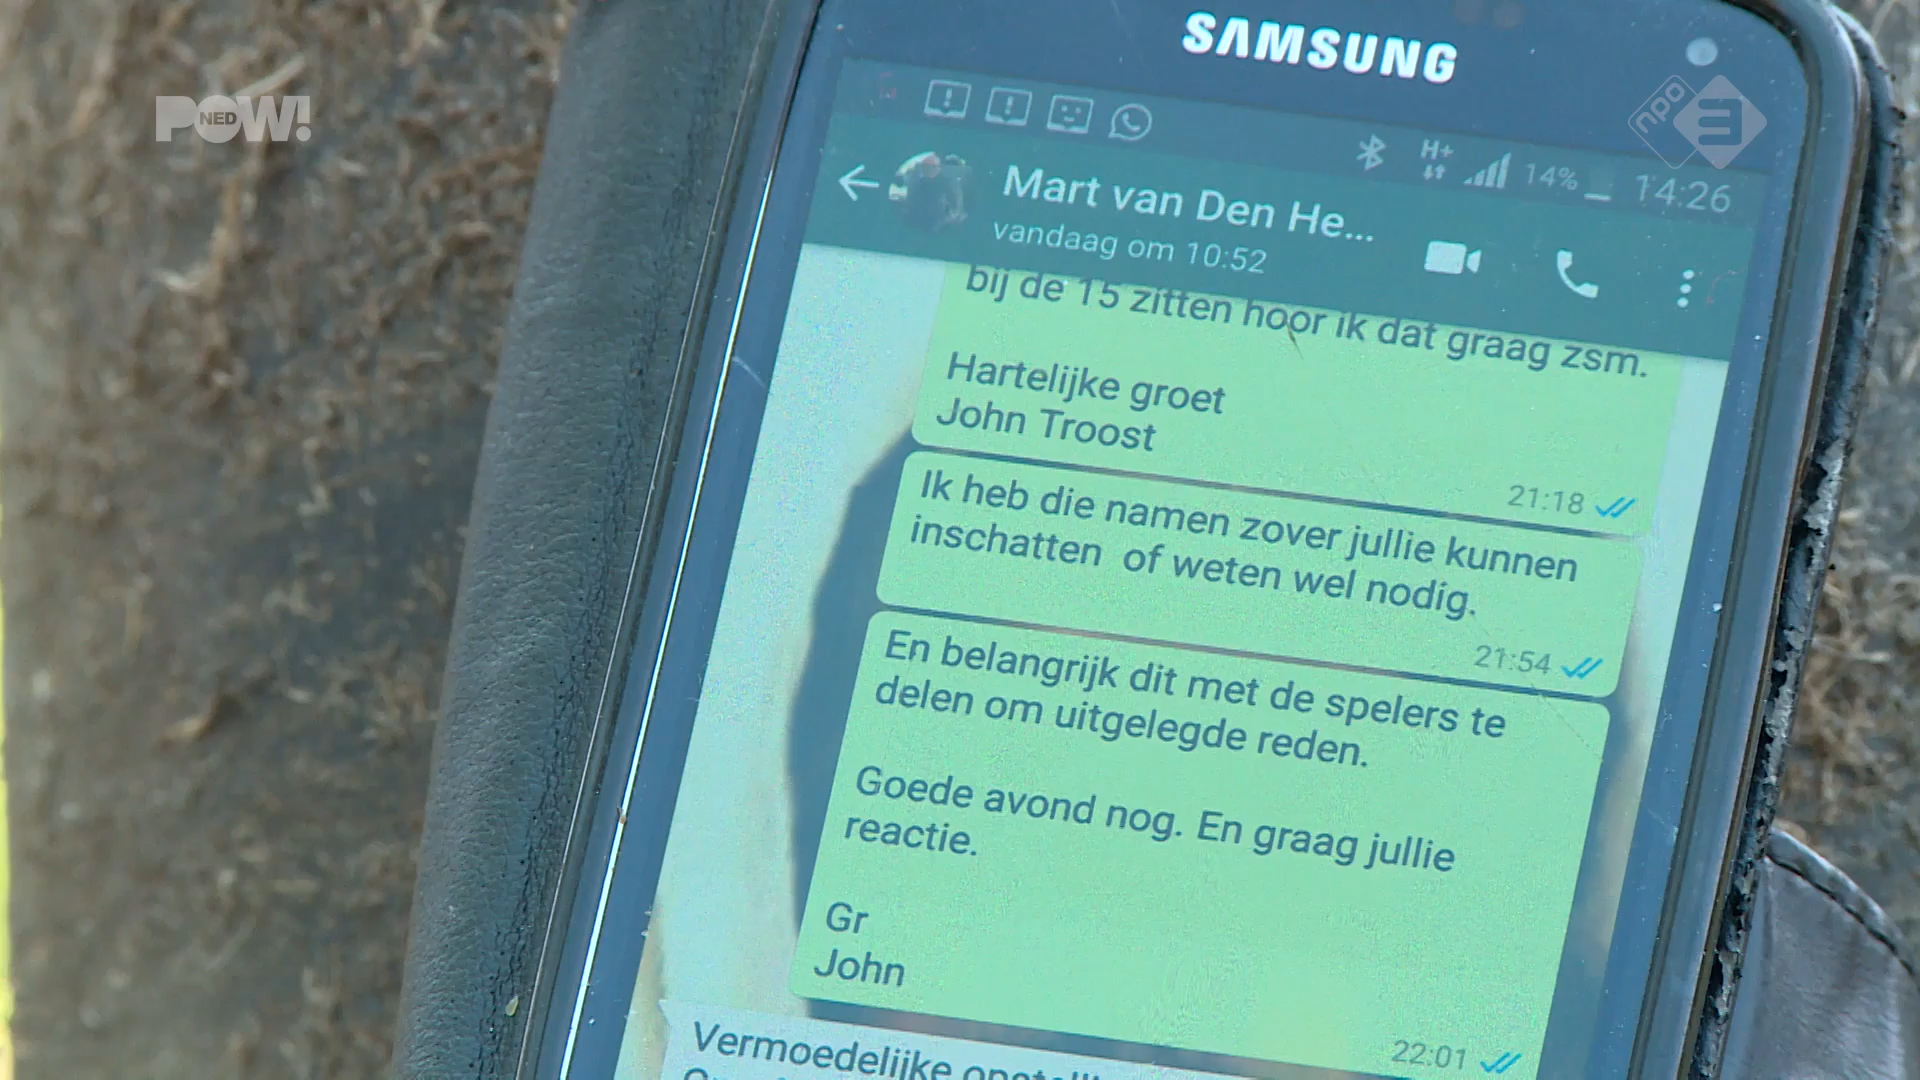 SAMSUNG
POW!
NED
npo
3
H+
14%
14:26
Mart van Den He...
vandaag om 10:52
bij de 15 zitten hoor ik dat graag zsm.
Hartelijke groet
John Troost
21:18
Ik heb die namen zover jullie kunnen
inschatten of weten wel nodig.
21:54
En belangrijk dit met de spelers te
delen om uitgelegde reden.
Goede avond nog. En graag jullie
reactie.
Gr
John
22:01
Vermoedelijke